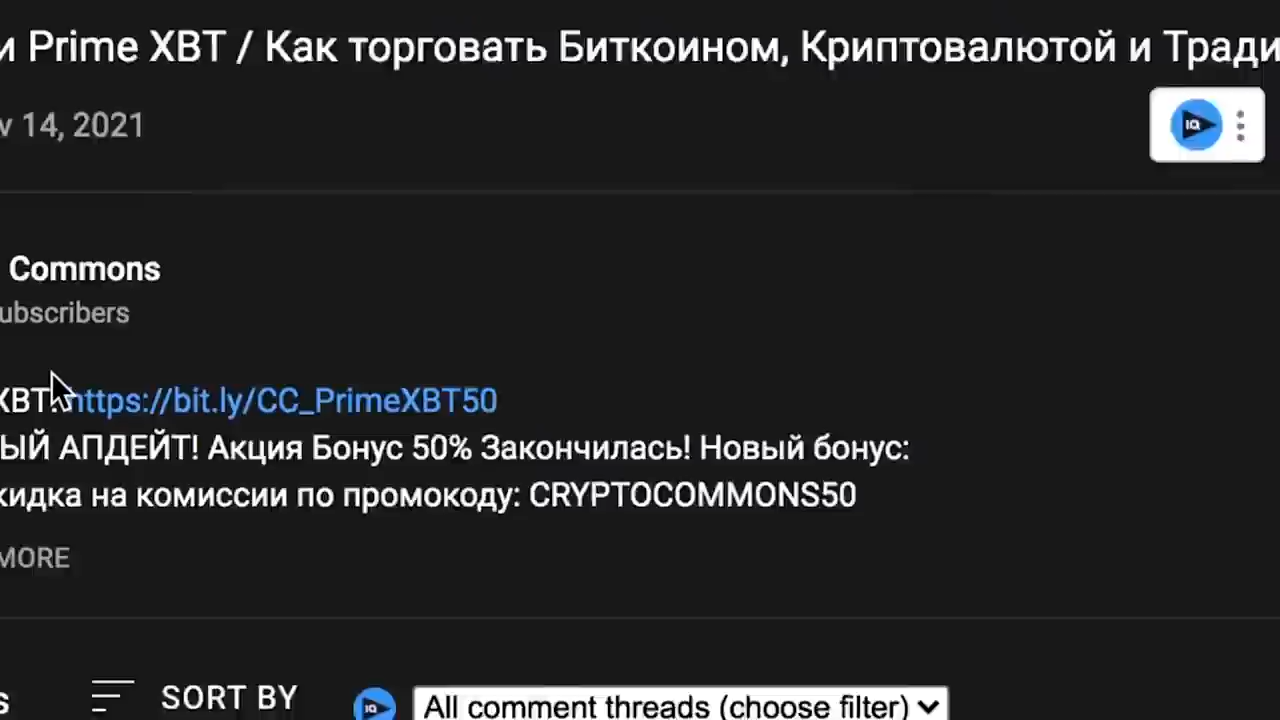 и Prime XBT / Как торговать Биткоином, Криптовалютой и Тради
v 14, 2021
IQ
Commons
ubscribers
XBT: https://bit.ly/CC_PrimeXBT50
ЫЙ АПДЕЙТ! Акция Бонус 50% Закончилась! Новый бонус:
кидка на комиссии по промокоду: CRYPTOCOMMONS50
MORE
s SORT BY IQ All comment threads (choose filter)